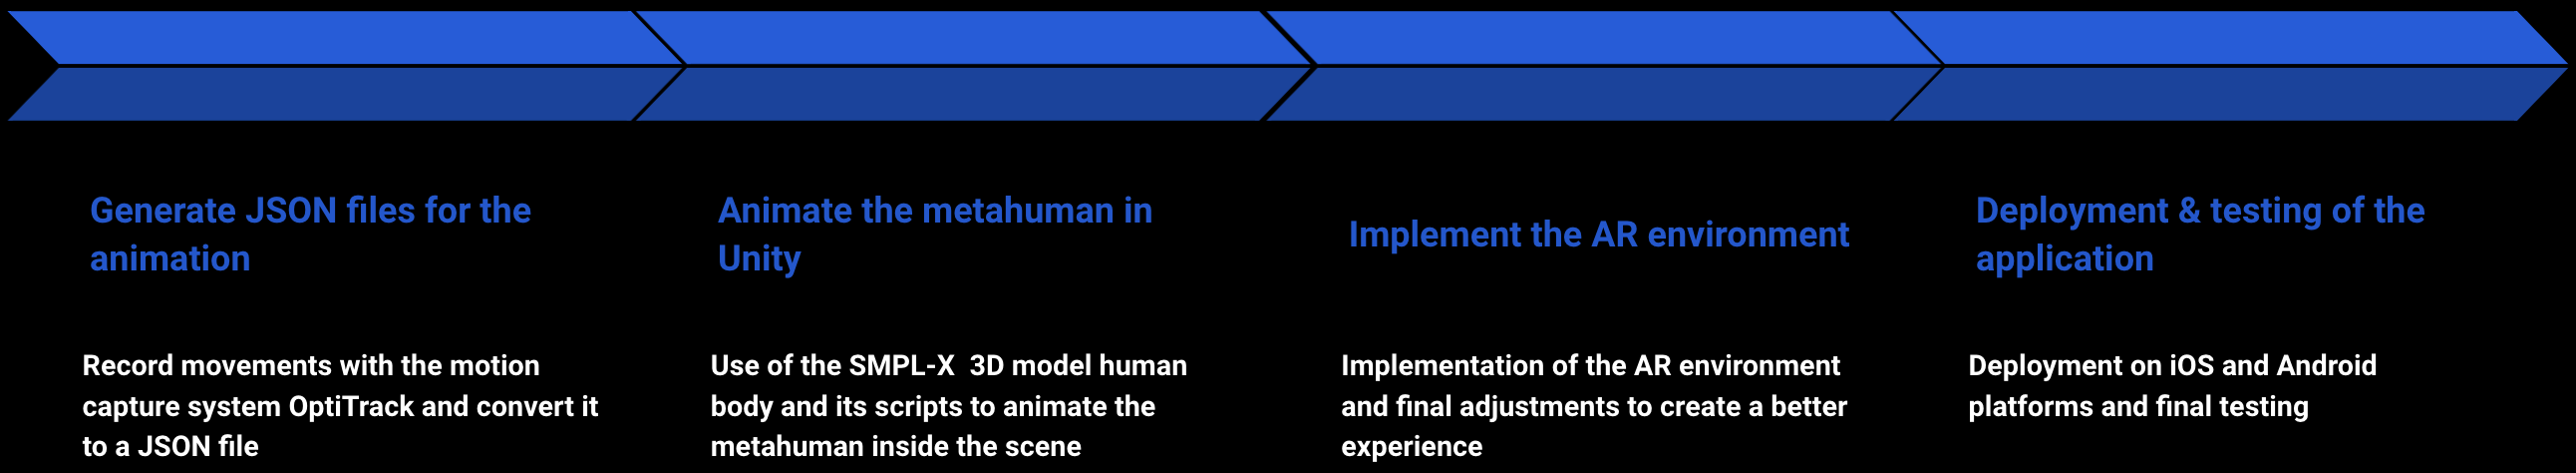 Generate JSON files for the
animation
Record movements with the motion
capture system OptiTrack and convert it
to a JSON file
Animate the metahuman in
Unity
Use of the SMPL-X  3D model human
body and its scripts to animate the
metahuman inside the scene
Implement the AR environment
Implementation of the AR environment
and final adjustments to create a better
experience
Deployment & testing of the
application
Deployment on iOS and Android
platforms and final testing